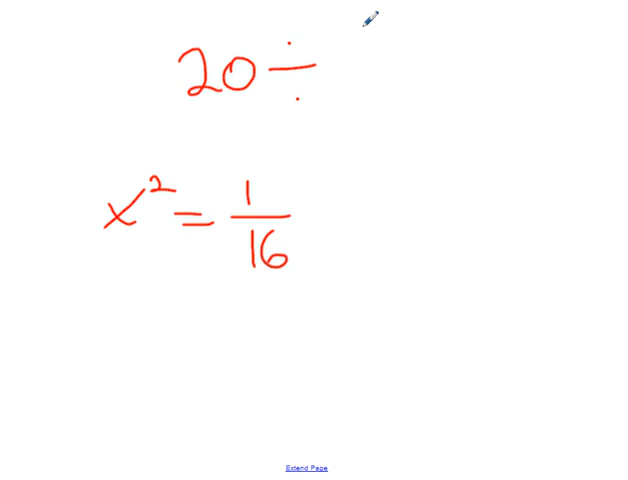 20 ÷
x² = 1/16
Extend Page